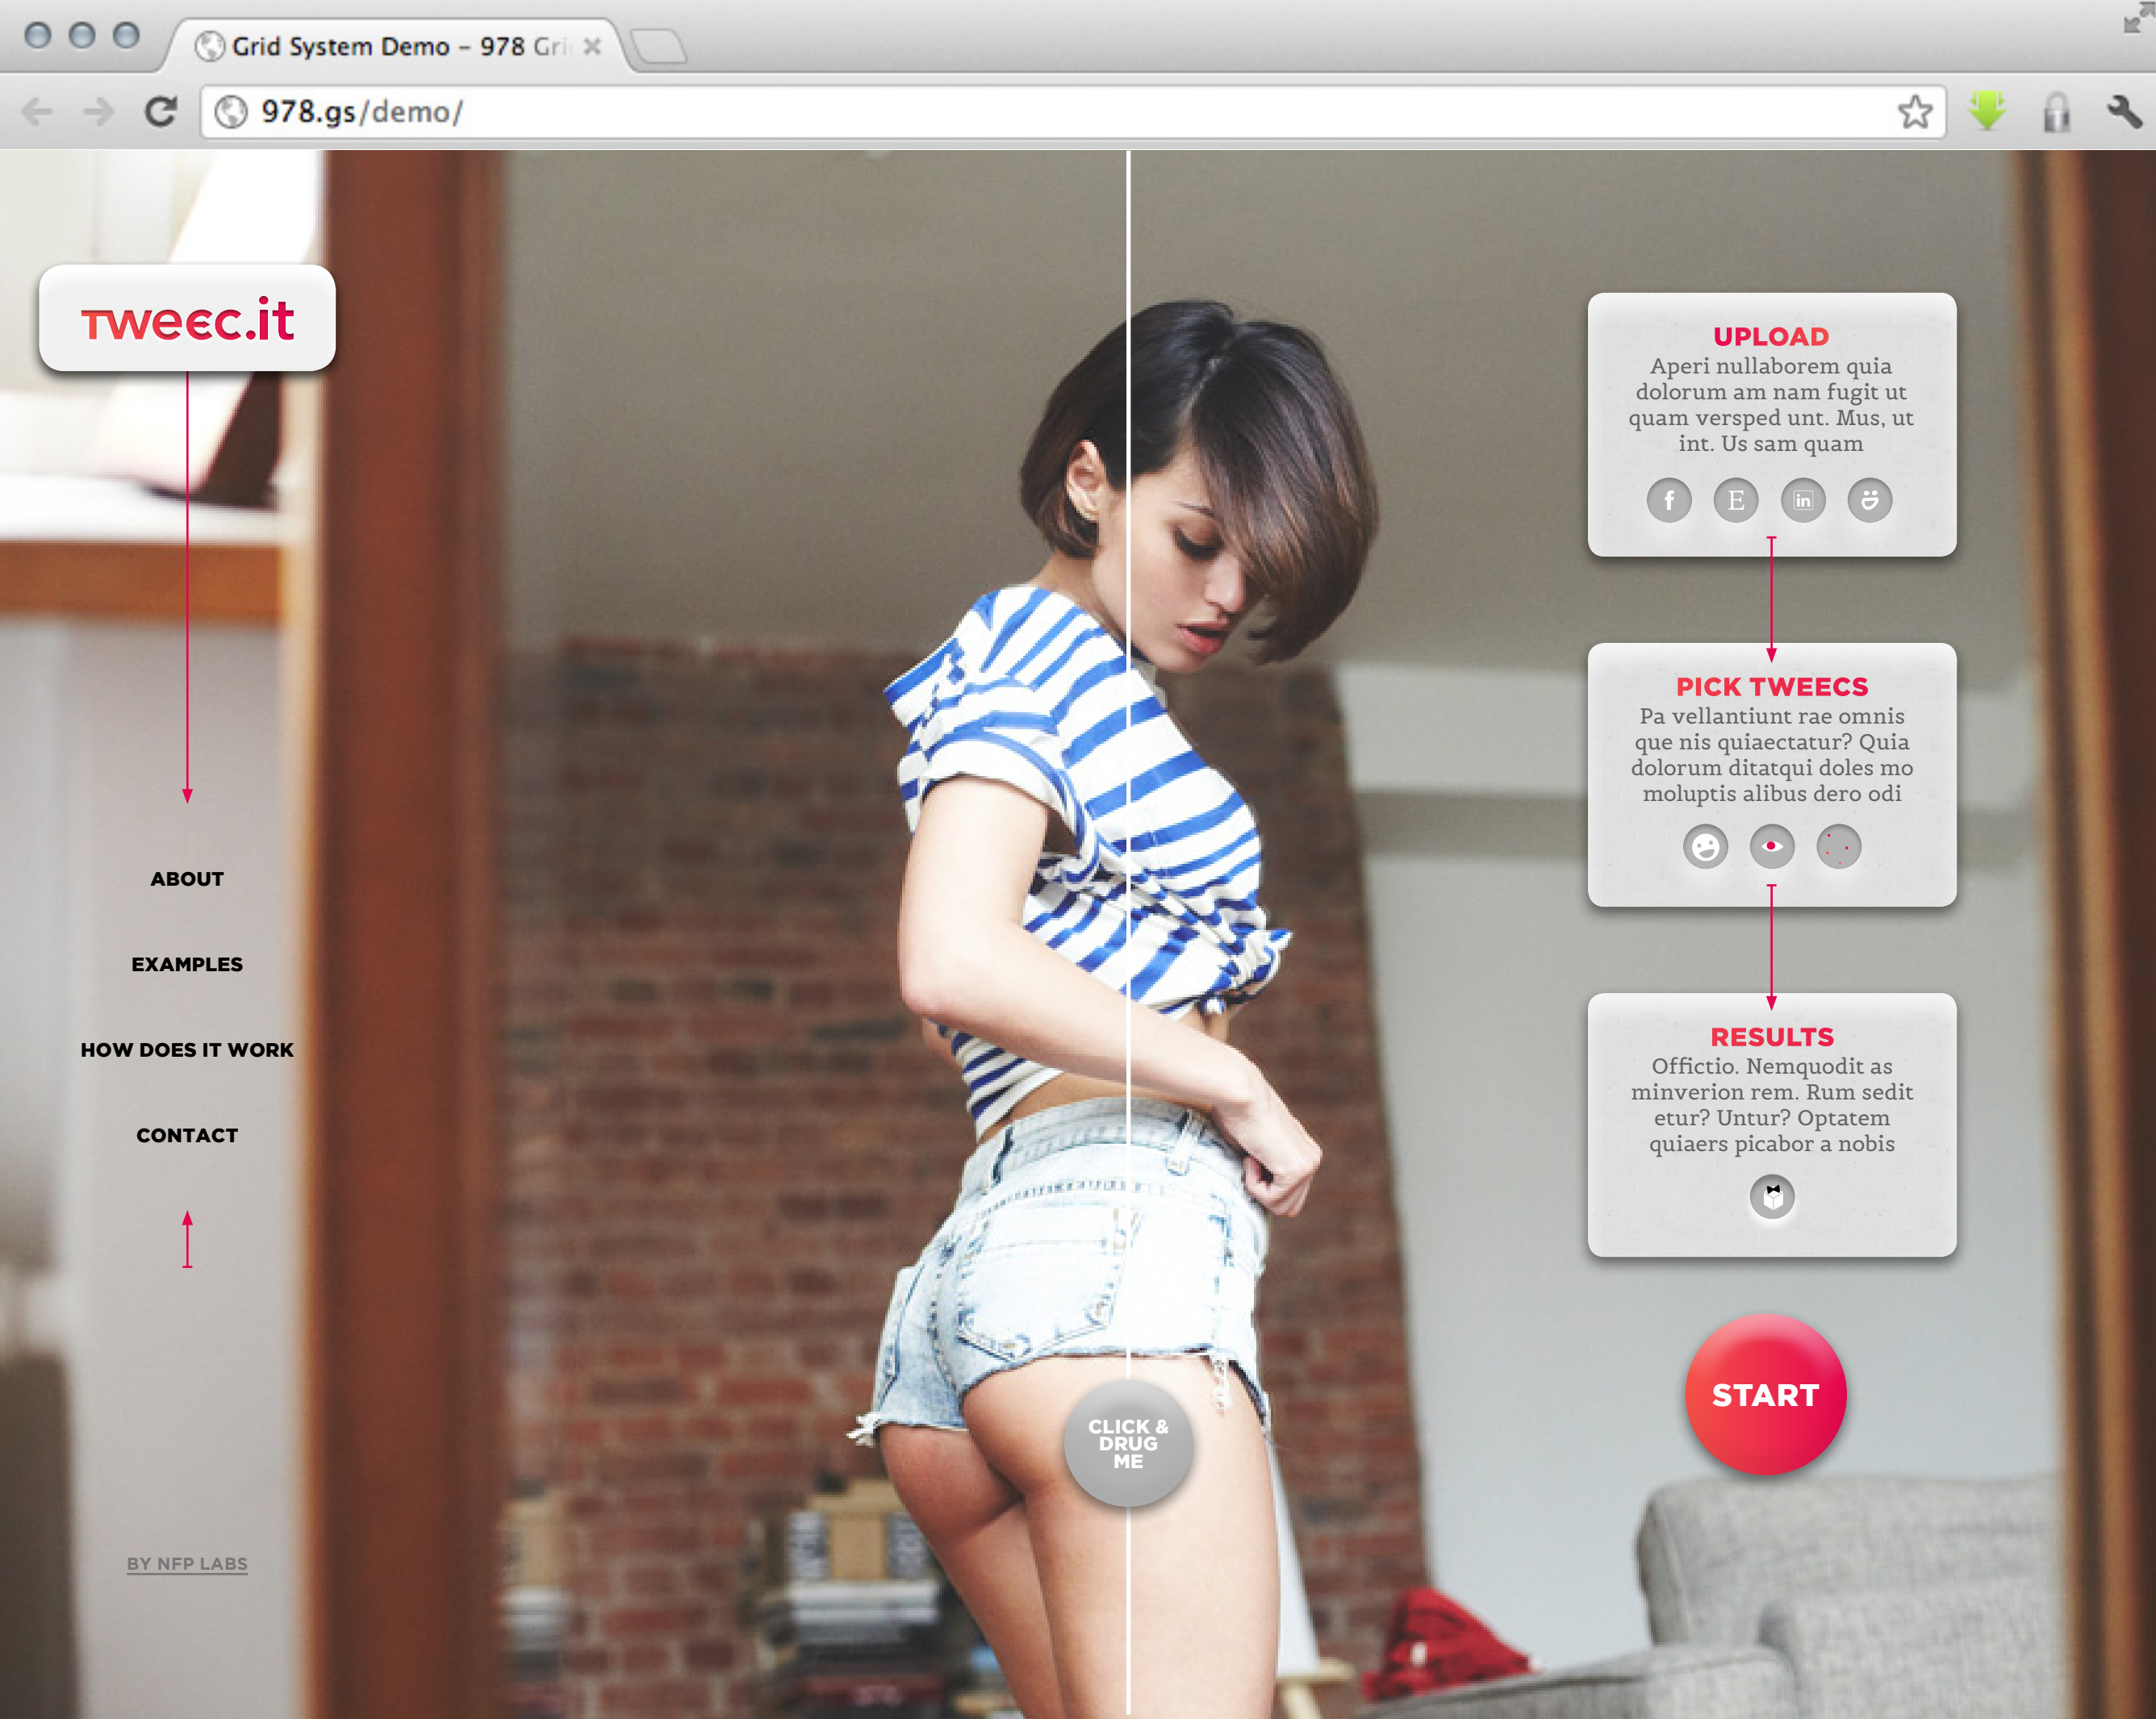 Grid System Demo – 978 Gri
978.gs/demo/
Tweec.it
ABOUT
EXAMPLES
HOW DOES IT WORK
CONTACT
BY NFP LABS
CLICK &
DRUG
ME
UPLOAD
Aperi nullaborem quia
dolorum am nam fugit ut
quam versped unt. Mus, ut
int. Us sam quam
f E in
PICK TWEECS
Pa vellantiunt rae omnis
que nis quiaectatur? Quia
dolorum ditatqui doles mo
moluptis alibus dero odi
RESULTS
Offictio. Nemquodit as
minverion rem. Rum sedit
etur? Untur? Optatem
quiaers picabor a nobis
START